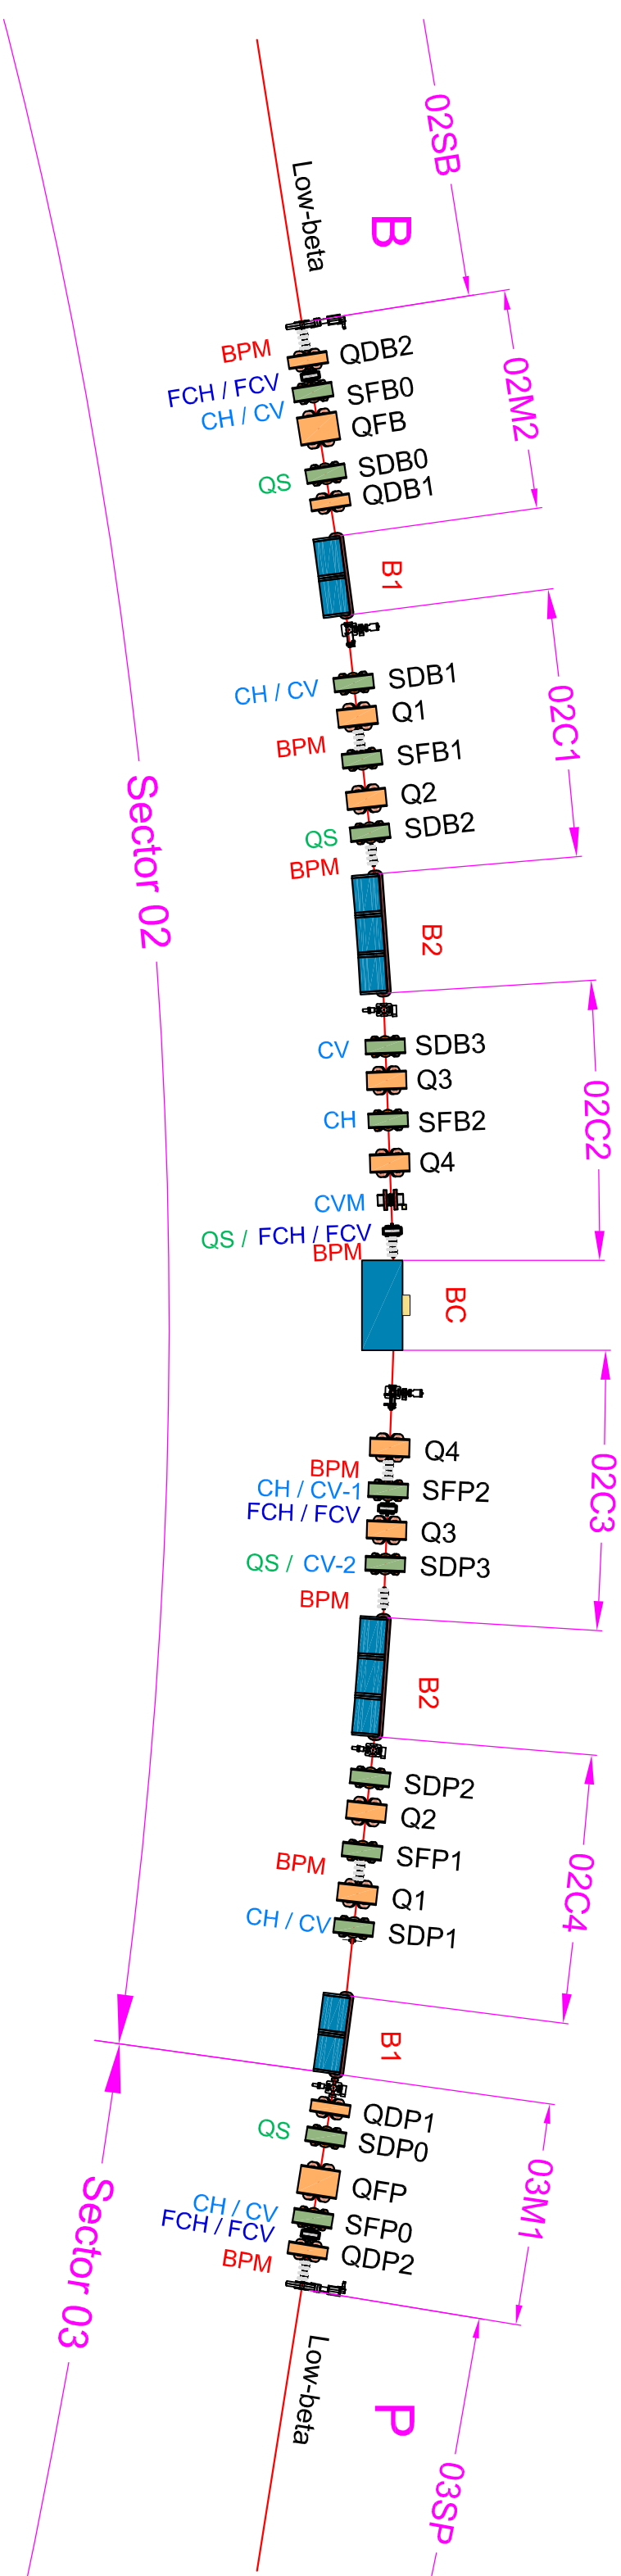 02SB
B
Low-beta
BPM
QDB2
FCH / FCV
SFB0
CH / CV
QFB
02M2
SDB0
QS
QDB1
B1
SDB1
CH / CV
Q1
02C1
BPM
SFB1
Q2
SDB2
QS
BPM
Sector 02
B2
CV
SDB3
Q3
CH
SFB2
02C2
Q4
CVM
QS / FCH / FCV
BPM
BC
Q4
BPM
CH / CV-1
SFP2
02C3
FCH / FCV
Q3
QS / CV-2
SDP3
BPM
B2
SDP2
Q2
SFP1
BPM
Q1
02C4
CH / CV
SDP1
B1
QDP1
QS
SDP0
QFP
03M1
CH / CV
SFP0
FCH / FCV
QDP2
BPM
Sector 03
Low-beta
P
03SP